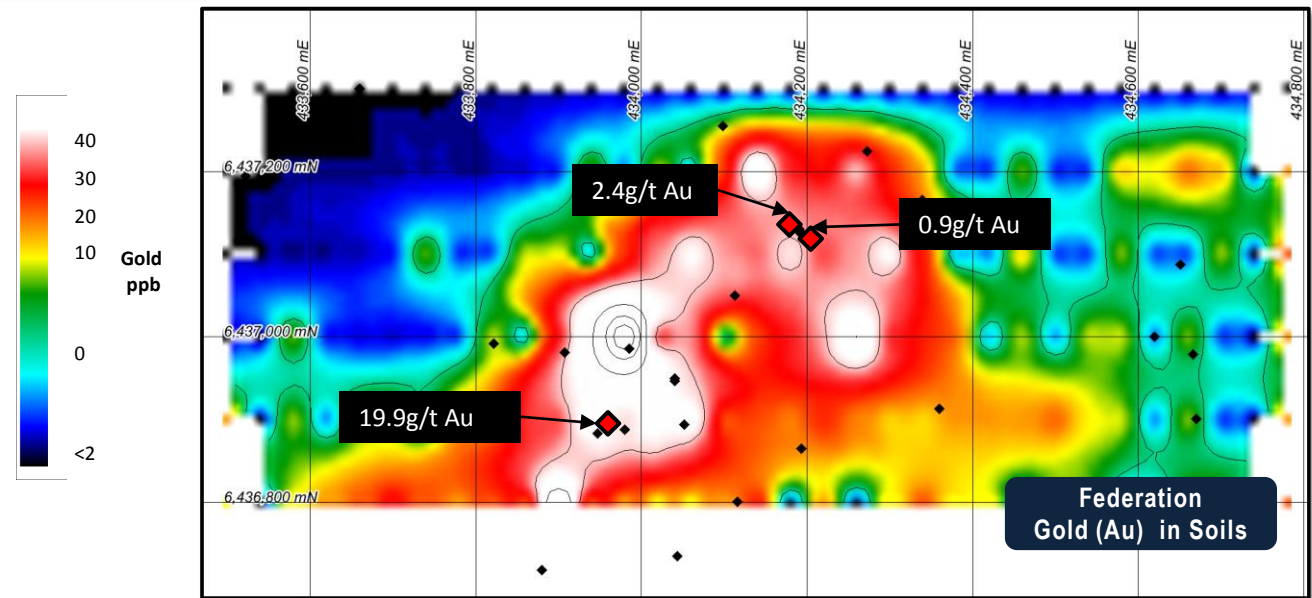 433,600 mE
433,800 mE
434,000 mE
434,200 mE
434,400 mE
434,600 mE
434,800 mE
40
30
20
10
0
<2
Gold
ppb
6,437,200 mN
6,437,000 mN
6,436,800 mN
2.4g/t Au
0.9g/t Au
19.9g/t Au
Federation
Gold (Au) in Soils